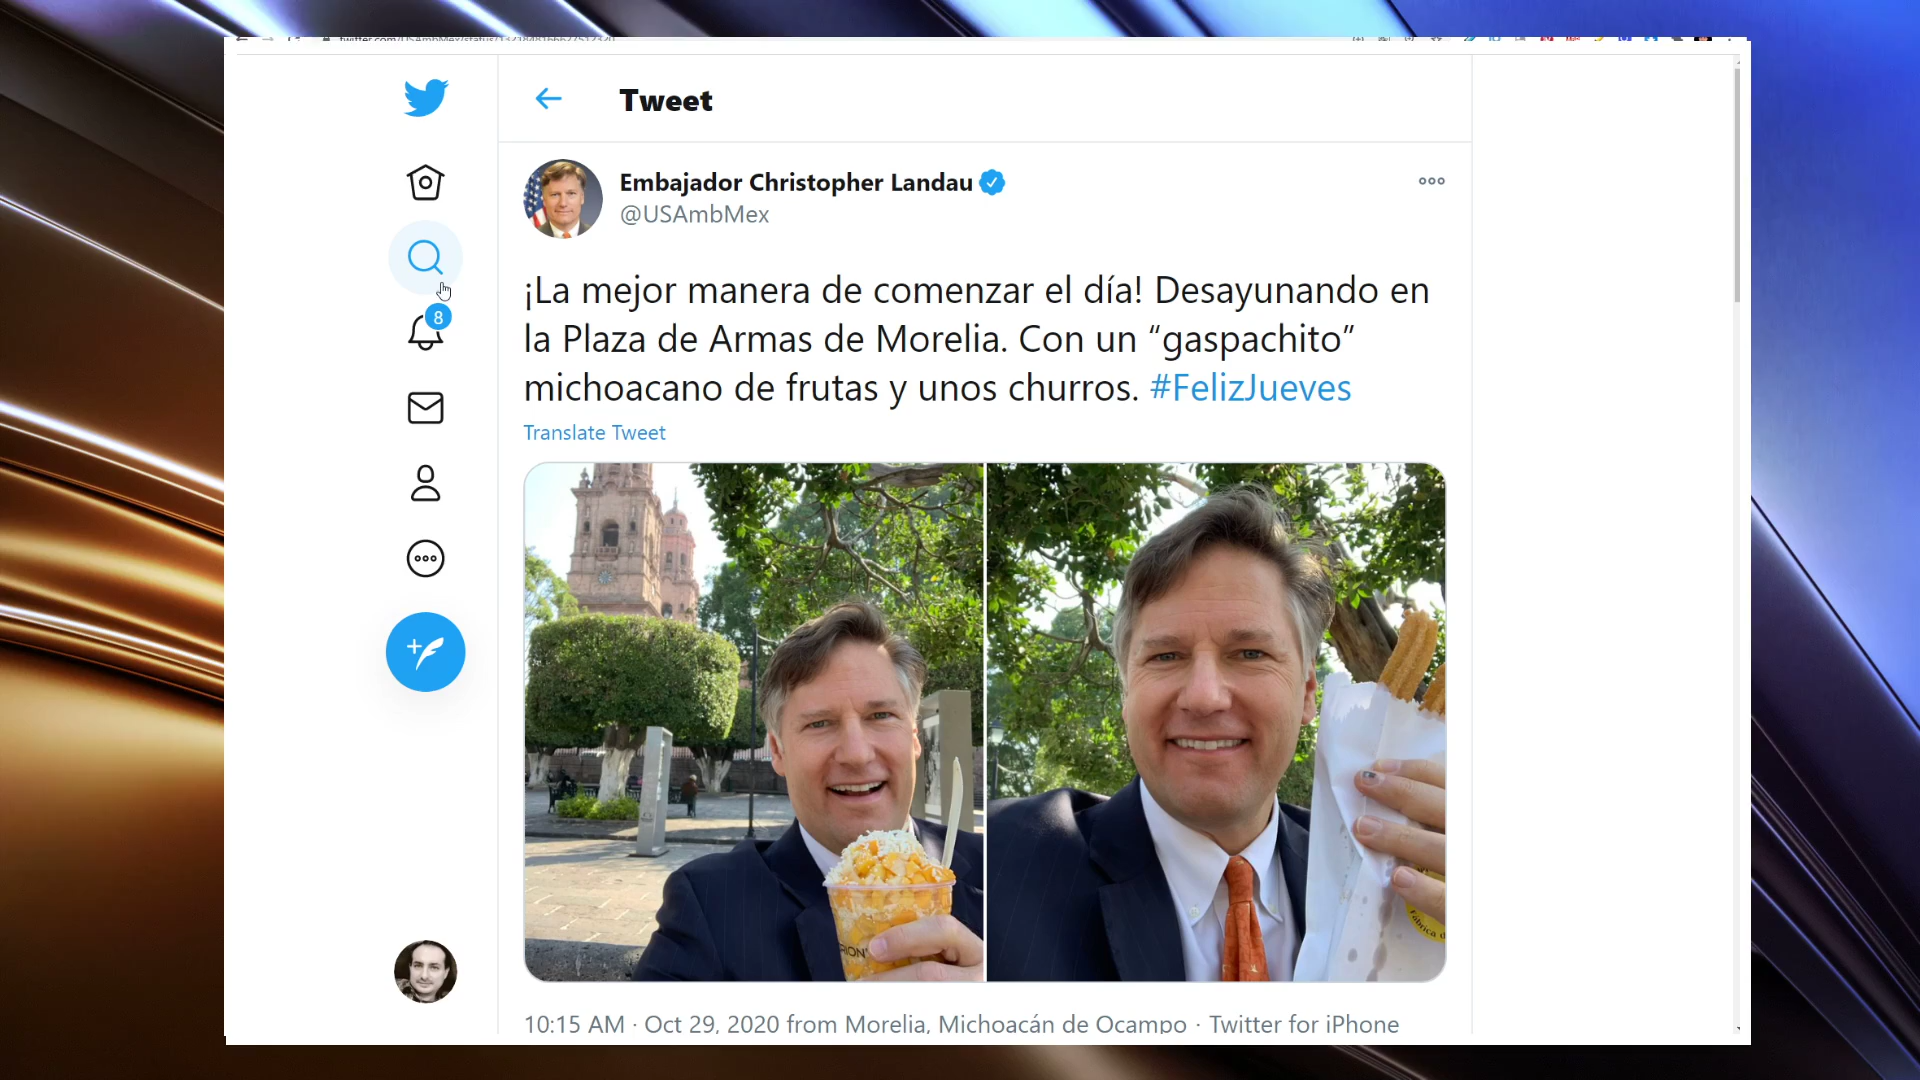 Tweet
Embajador Christopher Landau
@USAmbMex
¡La mejor manera de comenzar el día! Desayunando en
la Plaza de Armas de Morelia. Con un “gaspachito”
michoacano de frutas y unos churros. #FelizJueves
Translate Tweet
8
10:15 AM · Oct 29, 2020 from Morelia, Michoacán de Ocampo · Twitter for iPhone